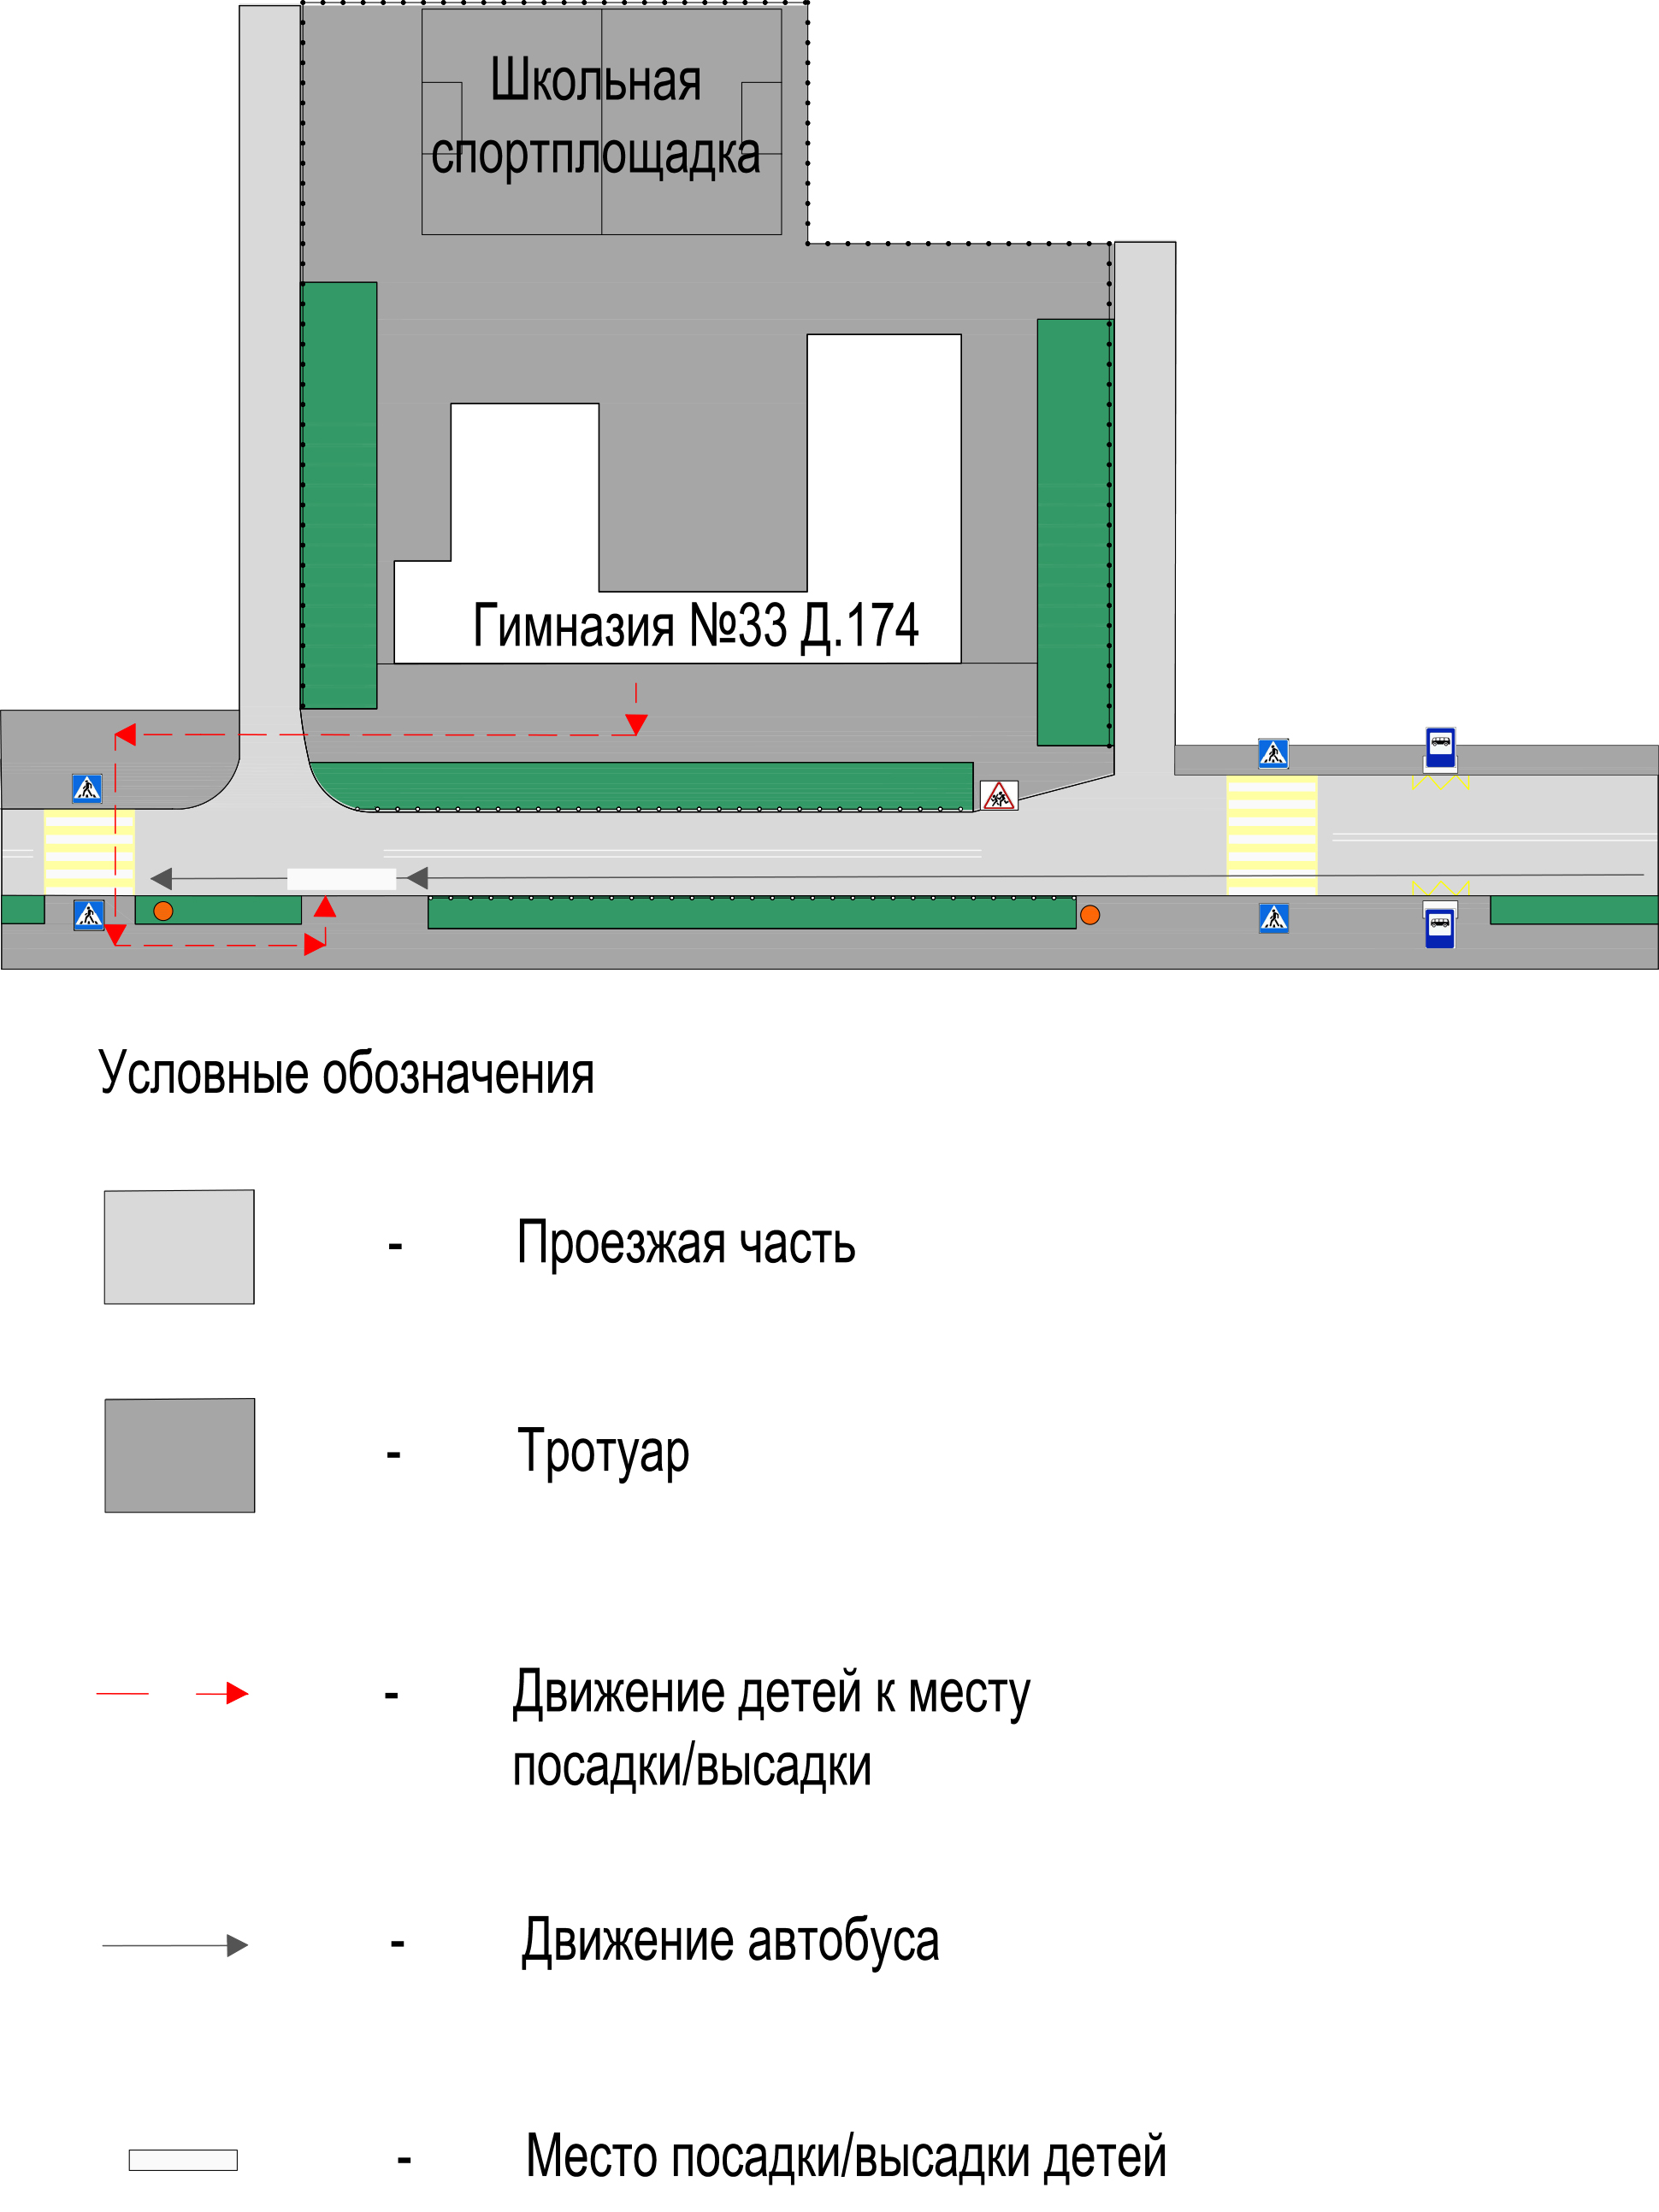 Школьная
спортплощадка
Гимназия №33 Д.174
Условные обозначения
- Проезжая часть
- Тротуар
- Движение детей к месту
посадки/высадки
- Движение автобуса
- Место посадки/высадки детей